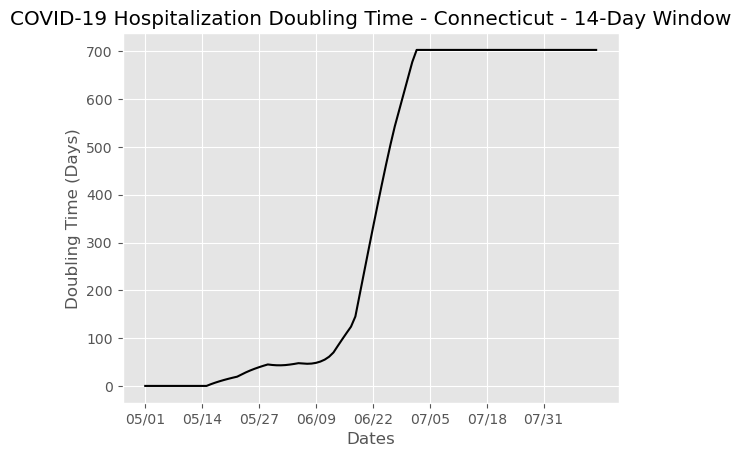 COVID-19 Hospitalization Doubling Time - Connecticut - 14-Day Window
Doubling Time (Days)
700
600
500
400
300
200
100
0
05/01 05/14 05/27 06/09 06/22 07/05 07/18 07/31
Dates